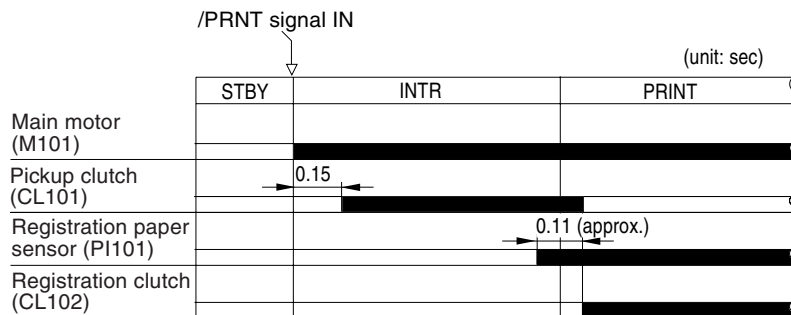 /PRNT signal IN
(unit: sec)
STBY INTR PRINT
Main motor
(M101)
Pickup clutch 0.15
(CL101)
Registration paper 0.11 (approx.)
sensor (PI101)
Registration clutch
(CL102)